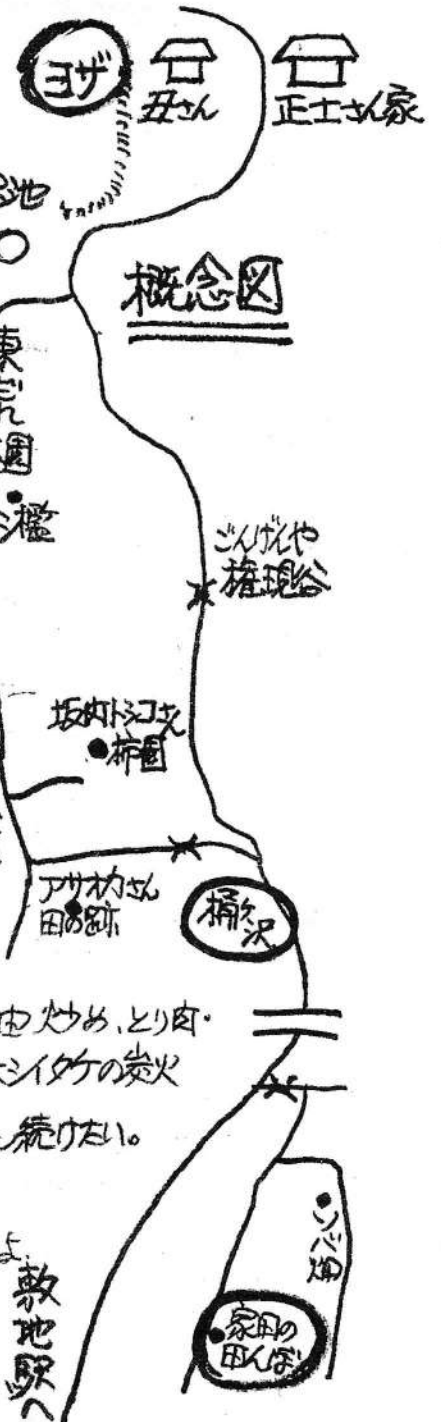 ヨザ
丑さん
正士さん家
池
概念図
東
園
檻
ごんげんや
権現谷
坂内トシコさん
柿園
アサオカさん
田の跡
桶ヶ沢
炒め、とり肉・
シイタケの炭火
続けたい。
ソバ畑
敷地駅へ
家田の
田んぼ